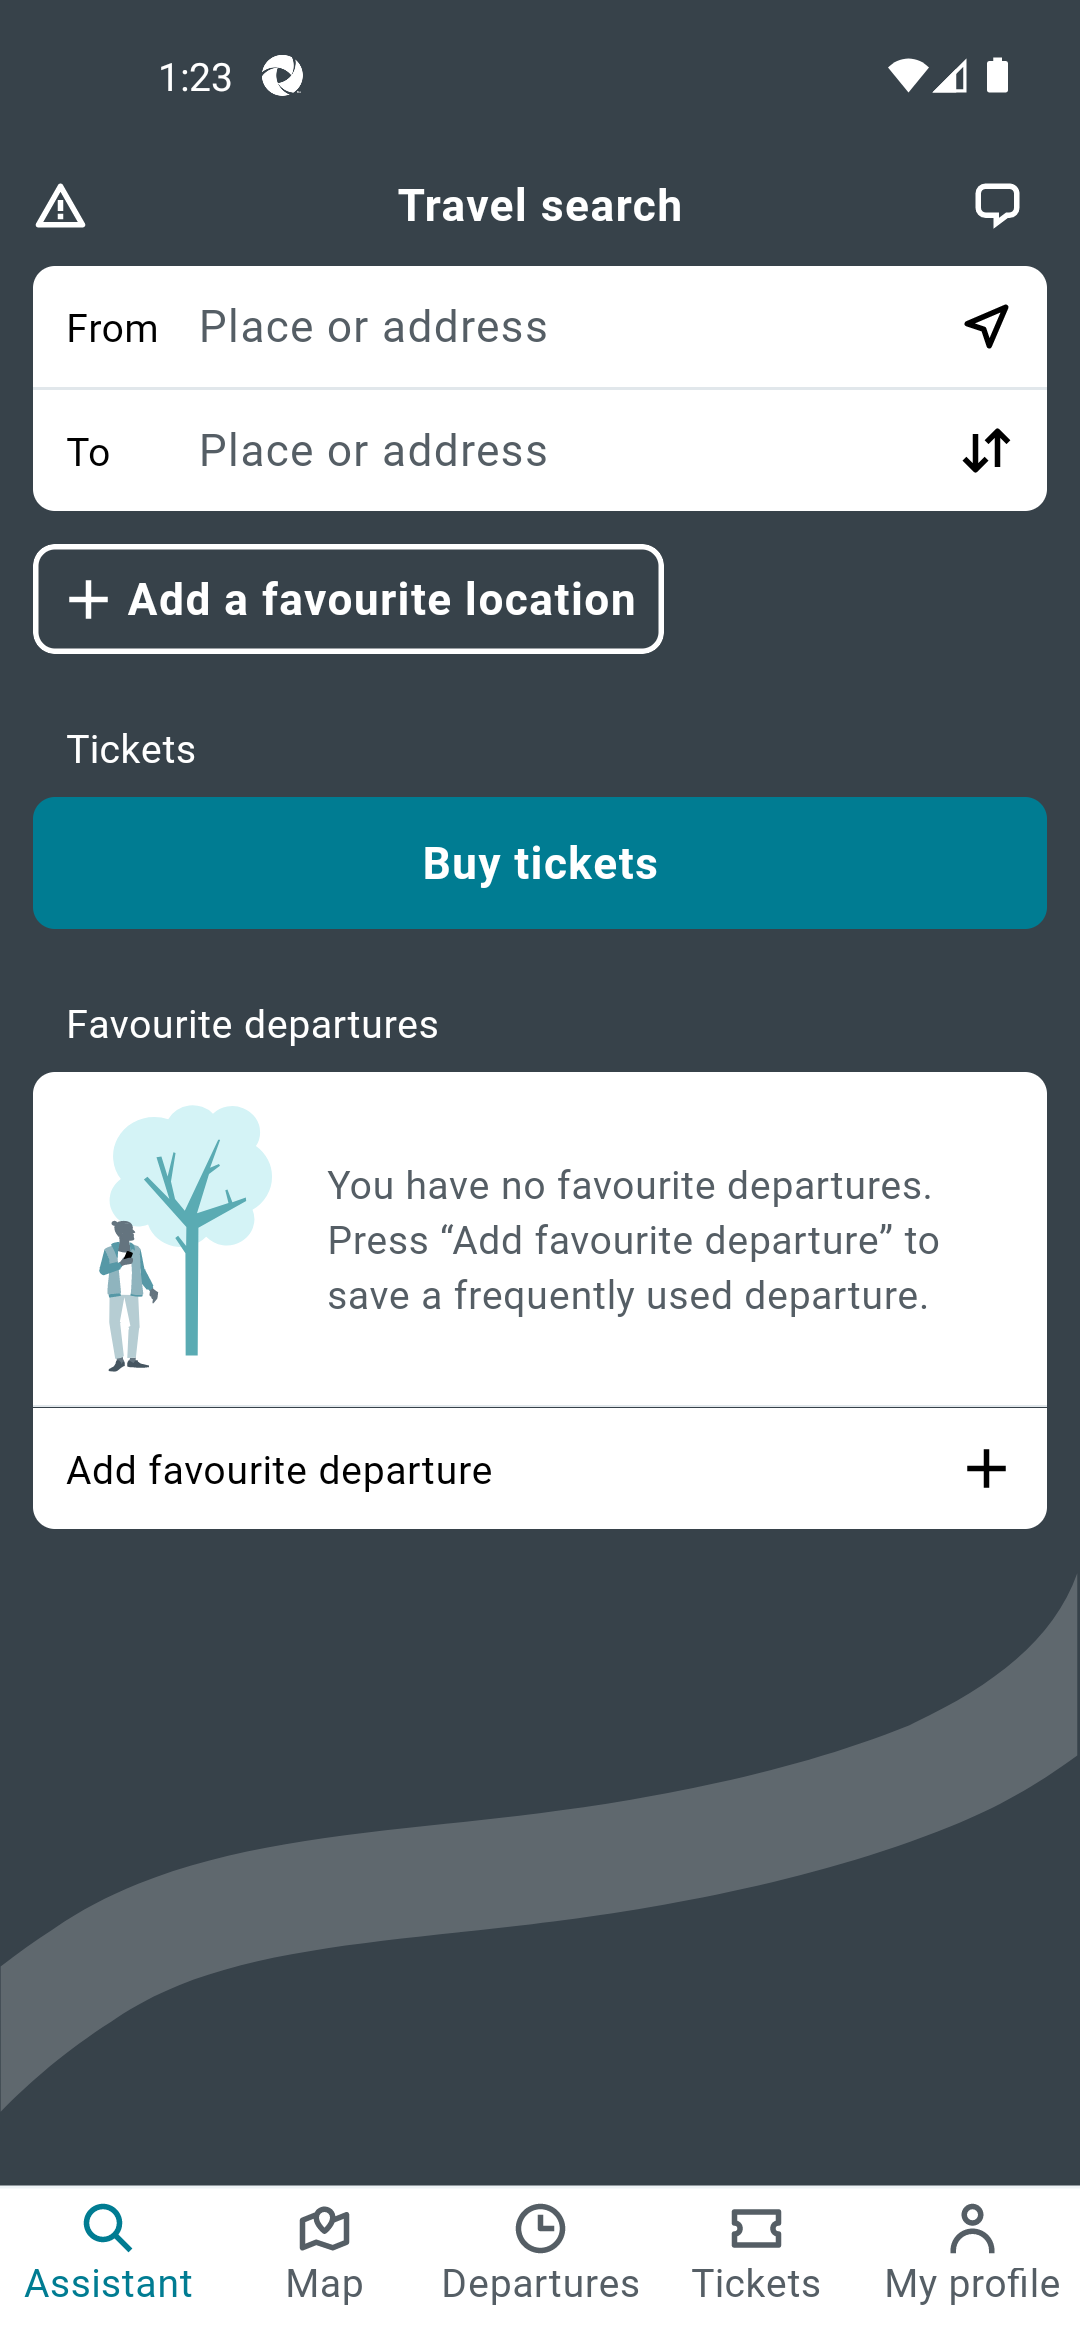 1:23
Travel search
From Place or address
To Place or address
Add a favourite location
Tickets
Buy tickets
Favourite departures
You have no favourite departures.
Press “Add favourite departure” to
save a frequently used departure.
Add favourite departure
Assistant Map Departures Tickets My profile